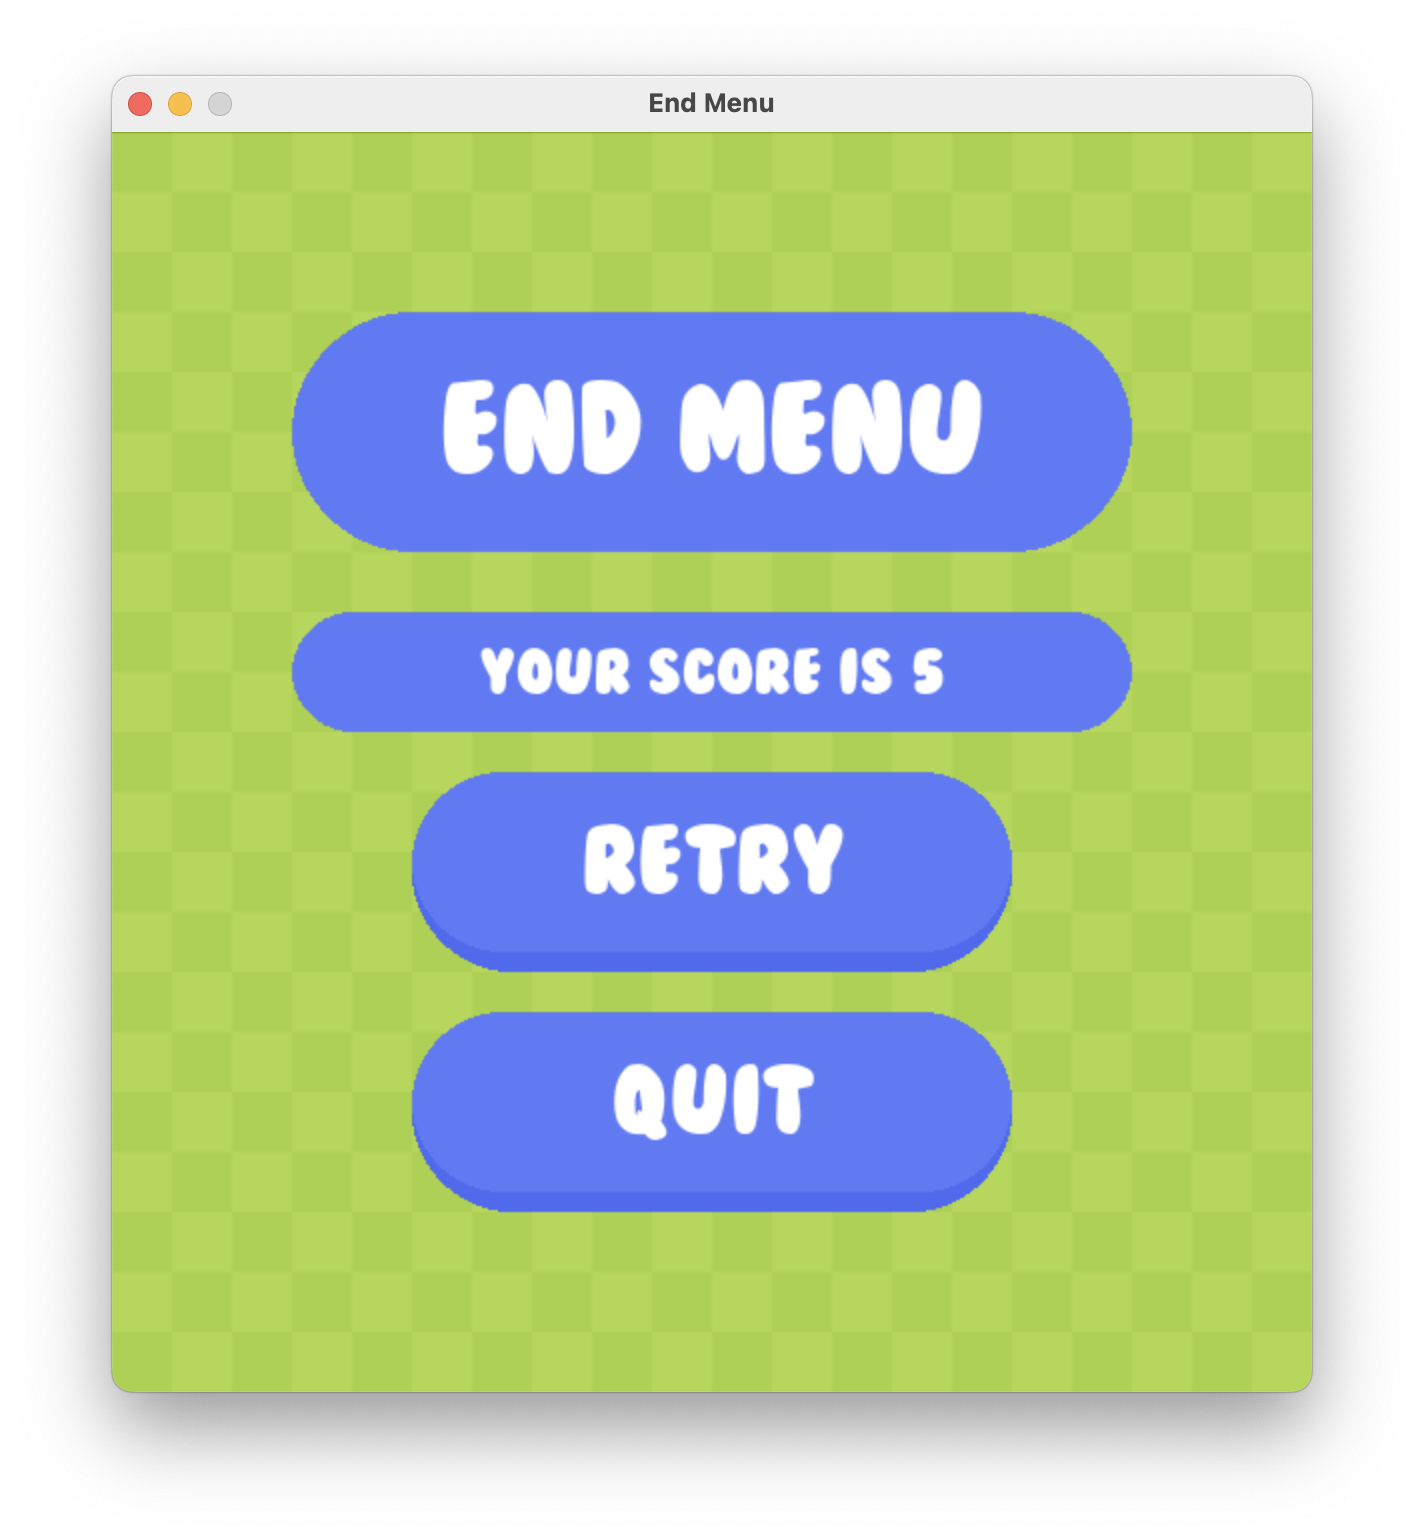 End Menu
END MENU
YOUR SCORE IS 5
RETRY
QUIT